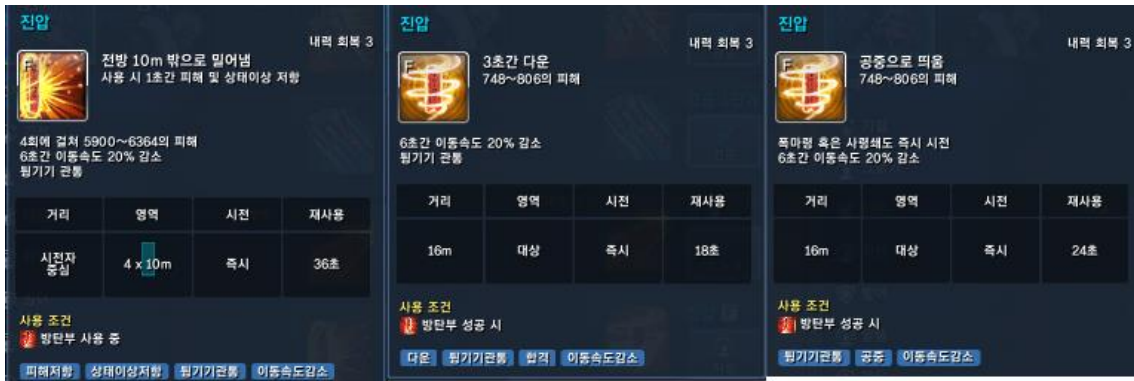 진압
내력 회복 3
F
전방 10m 밖으로 밀어냄
사용 시 1초간 피해 및 상태이상 저항
4회에 걸쳐 5900~6364의 피해
6초간 이동속도 20% 감소
튕기기 관통
거리 영역 시전 재사용
시전자 중심 4 x 10m 즉시 36초
사용 조건
방탄부 사용 중
피해저항 상태이상저항 튕기기관통 이동속도감소
진압
내력 회복 3
F
3초간 다운
748~806의 피해
6초간 이동속도 20% 감소
튕기기 관통
거리 영역 시전 재사용
16m 대상 즉시 18초
사용 조건
방탄부 성공 시
다운 튕기기관통 합격 이동속도감소
진압
내력 회복 3
F
공중으로 띄움
748~806의 피해
폭마령 혹은 사령쇄도 즉시 시전
6초간 이동속도 20% 감소
거리 영역 시전 재사용
16m 대상 즉시 24초
사용 조건
방탄부 성공 시
튕기기관통 공중 이동속도감소